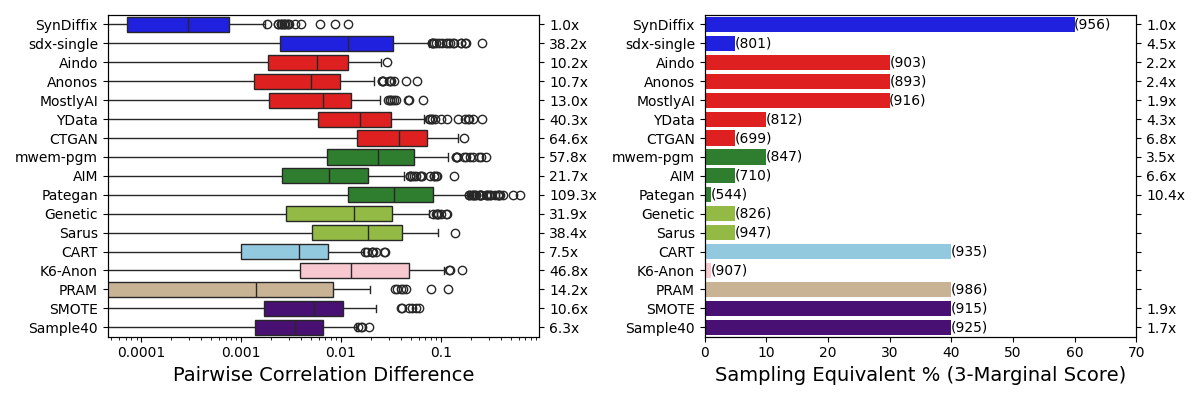 SynDiffix 1.0x
sdx-single 38.2x
Aindo 10.2x
Anonos 10.7x
MostlyAI 13.0x
YData 40.3x
CTGAN 64.6x
mwem-pgm 57.8x
AIM 21.7x
Pategan 109.3x
Genetic 31.9x
Sarus 38.4x
CART 7.5x
K6-Anon 46.8x
PRAM 14.2x
SMOTE 10.6x
Sample40 6.3x
0.0001 0.001 0.01 0.1
Pairwise Correlation Difference
SynDiffix (956) 1.0x
sdx-single (801) 4.5x
Aindo (903) 2.2x
Anonos (893) 2.4x
MostlyAI (916) 1.9x
YData (812) 4.3x
CTGAN (699) 6.8x
mwem-pgm (847) 3.5x
AIM (710) 6.6x
Pategan (544) 10.4x
Genetic (826)
Sarus (947)
CART (935)
K6-Anon (907)
PRAM (986)
SMOTE (915) 1.9x
Sample40 (925) 1.7x
0 10 20 30 40 50 60 70
Sampling Equivalent % (3-Marginal Score)